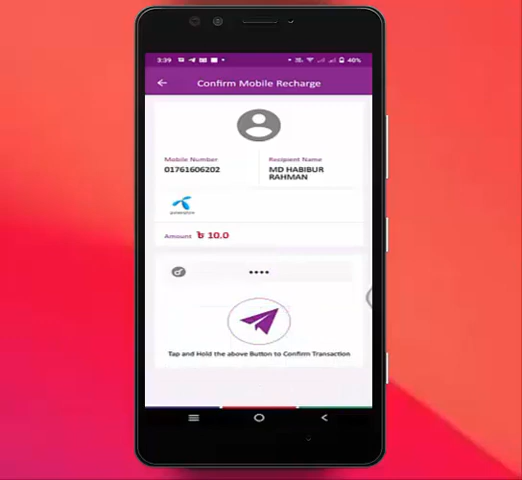 3:39
40%
Confirm Mobile Recharge
Mobile Number
01761606202
Recipient Name
MD HABIBUR
RAHMAN
grameenphone
Amount ৳ 10.0
••••
Tap and Hold the above Button to Confirm Transaction